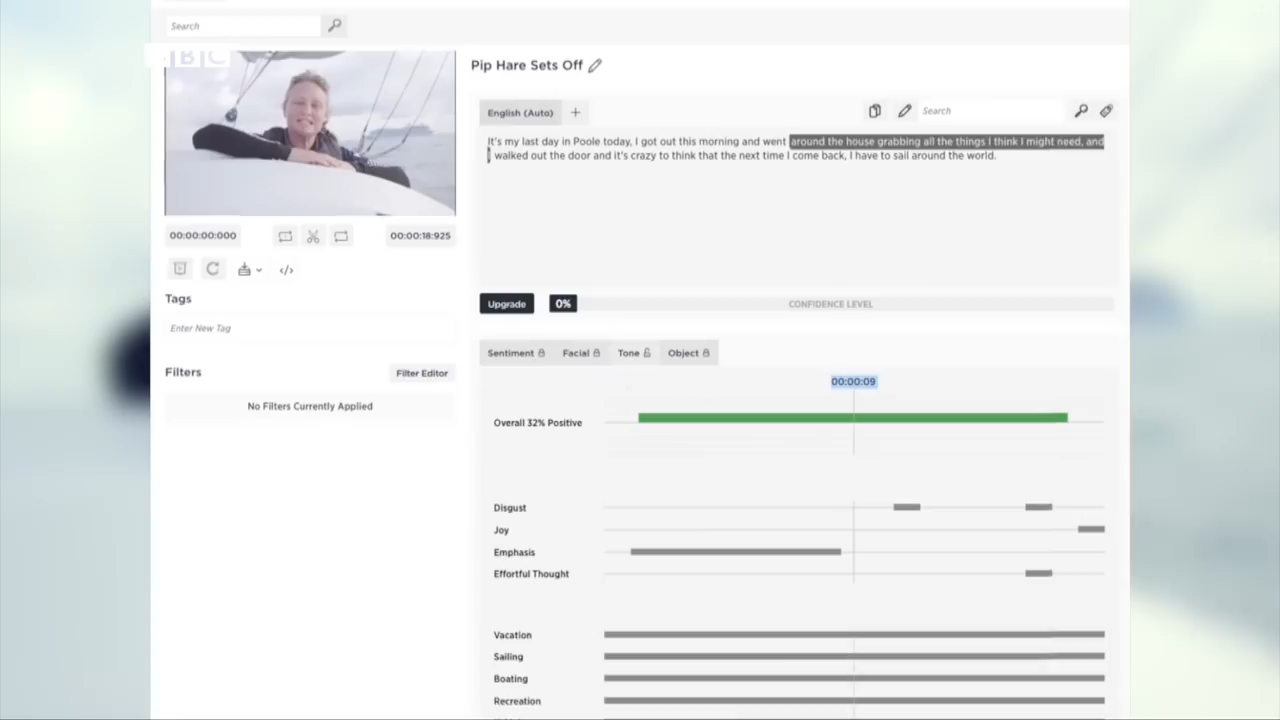 Search
BBC
Pip Hare Sets Off
English (Auto) +
Search
It's my last day in Poole today, I got out this morning and went around the house grabbing all the things I think I might need, and
I walked out the door and it's crazy to think that the next time I come back, I have to sail around the world.
00:00:00:000
00:00:18:925
</>
Tags
Enter New Tag
Upgrade
0%
CONFIDENCE LEVEL
Filters
Filter Editor
No Filters Currently Applied
Sentiment
Facial
Tone
Object
00:00:09
Overall 32% Positive
Disgust
Joy
Emphasis
Effortful Thought
Vacation
Sailing
Boating
Recreation